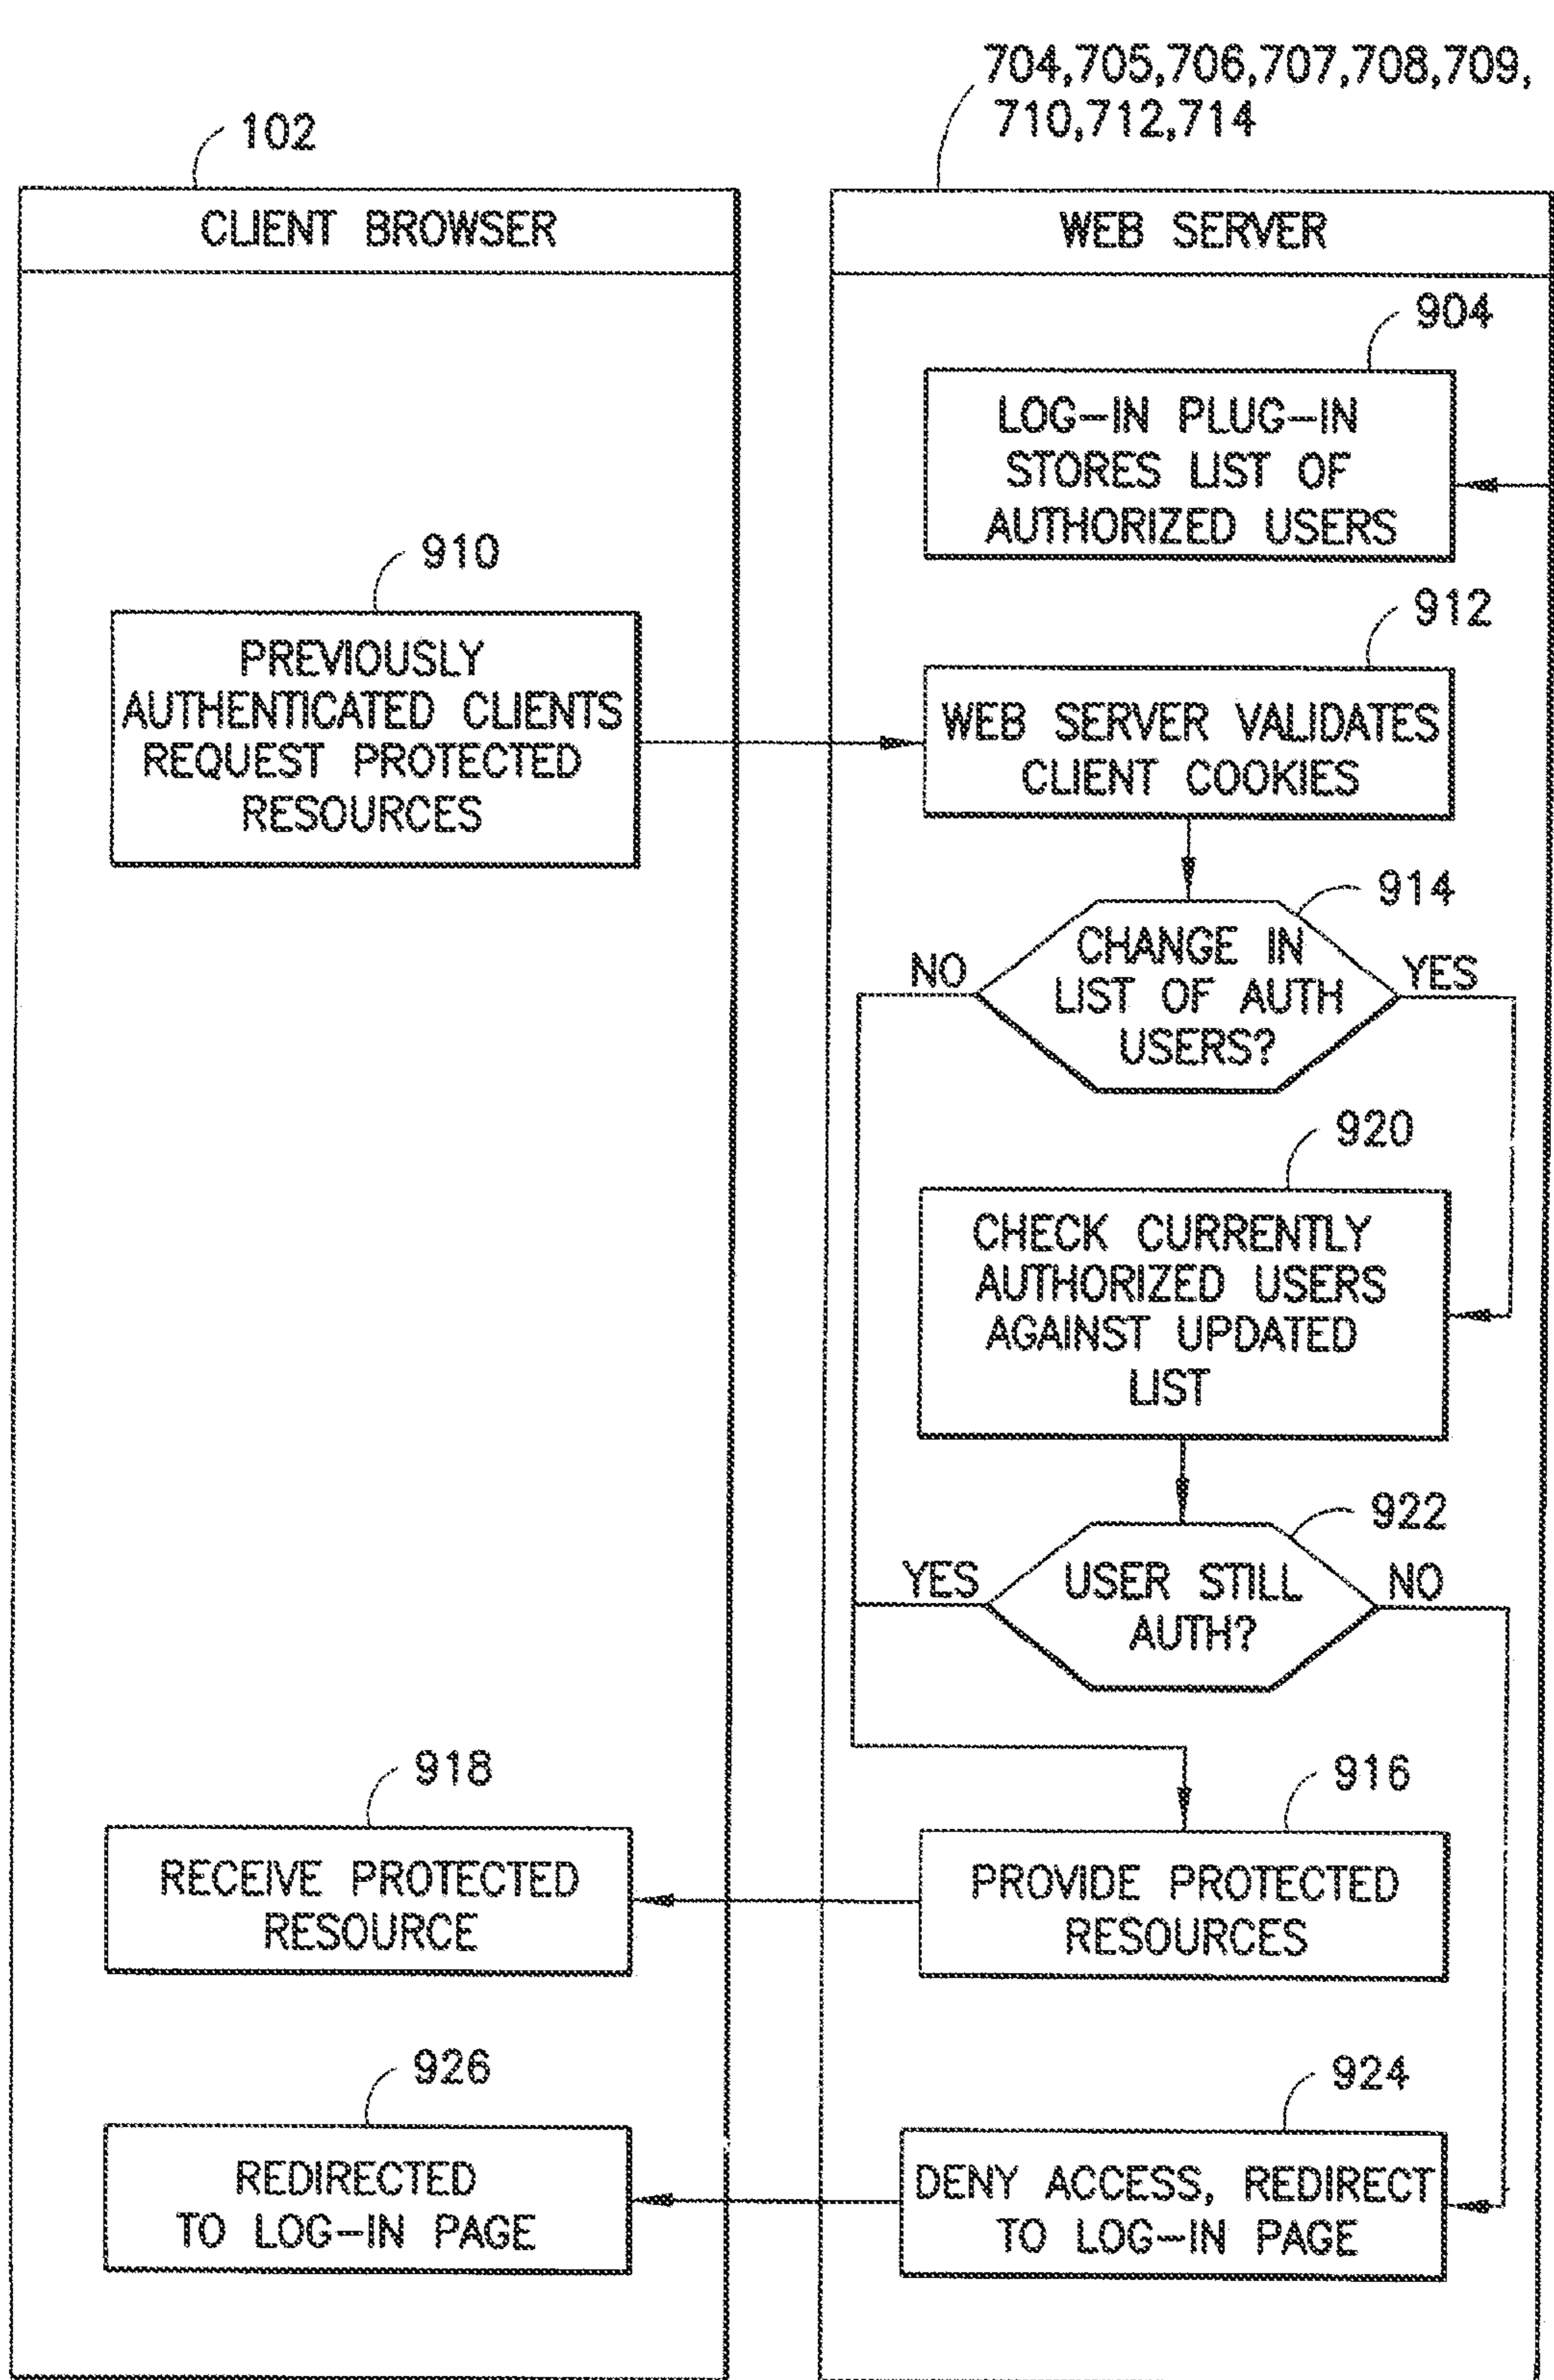 704,705,706,707,708,709,
710,712,714
102
CLIENT BROWSER
WEB SERVER
904
LOG-IN PLUG-IN
STORES LIST OF
AUTHORIZED USERS
910
PREVIOUSLY
AUTHENTICATED CLIENTS
REQUEST PROTECTED
RESOURCES
912
WEB SERVER VALIDATES
CLIENT COOKIES
914
NO
CHANGE IN
LIST OF AUTH
USERS?
YES
920
CHECK CURRENTLY
AUTHORIZED USERS
AGAINST UPDATED
LIST
922
YES
USER STILL
AUTH?
NO
918
RECEIVE PROTECTED
RESOURCE
916
PROVIDE PROTECTED
RESOURCES
926
REDIRECTED
TO LOG-IN PAGE
924
DENY ACCESS, REDIRECT
TO LOG-IN PAGE